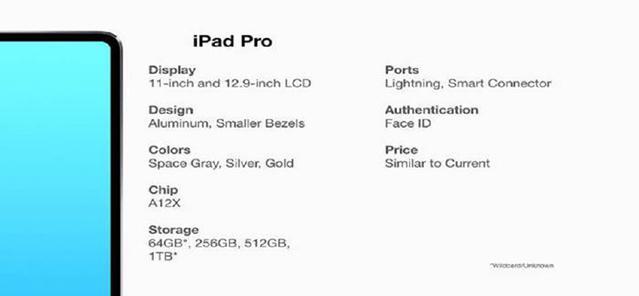 iPad Pro
Display
11-inch and 12.9-inch LCD
Design
Aluminum, Smaller Bezels
Colors
Space Gray, Silver, Gold
Chip
A12X
Storage
64GB*, 256GB, 512GB,
1TB*
Ports
Lightning, Smart Connector
Authentication
Face ID
Price
Similar to Current
*Wildcard/Unknown